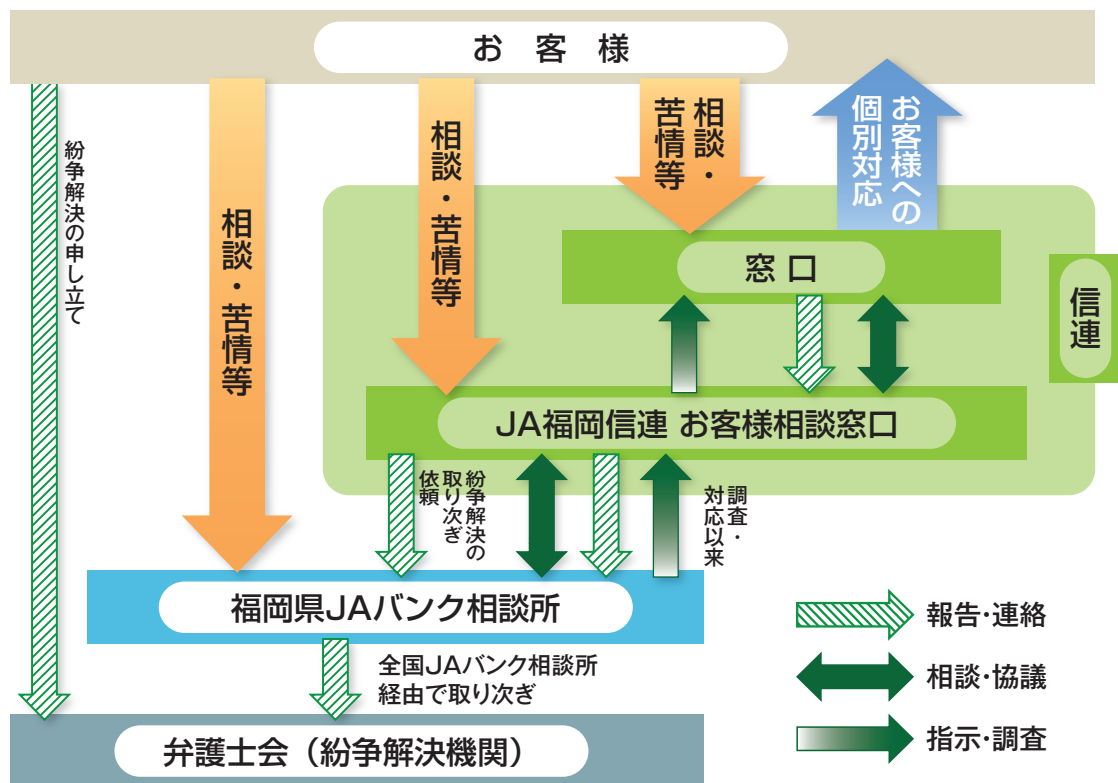 お客様
紛争解決の申し立て
相談・苦情等
相談・苦情等
相談・
苦情等
お客様への
個別対応
窓口
信連
JA福岡信連 お客様相談窓口
紛争解決の
取り次ぎ
依頼
調査・
対応以来
福岡県JAバンク相談所
全国JAバンク相談所
経由で取り次ぎ
弁護士会（紛争解決機関）
報告・連絡
相談・協議
指示・調査